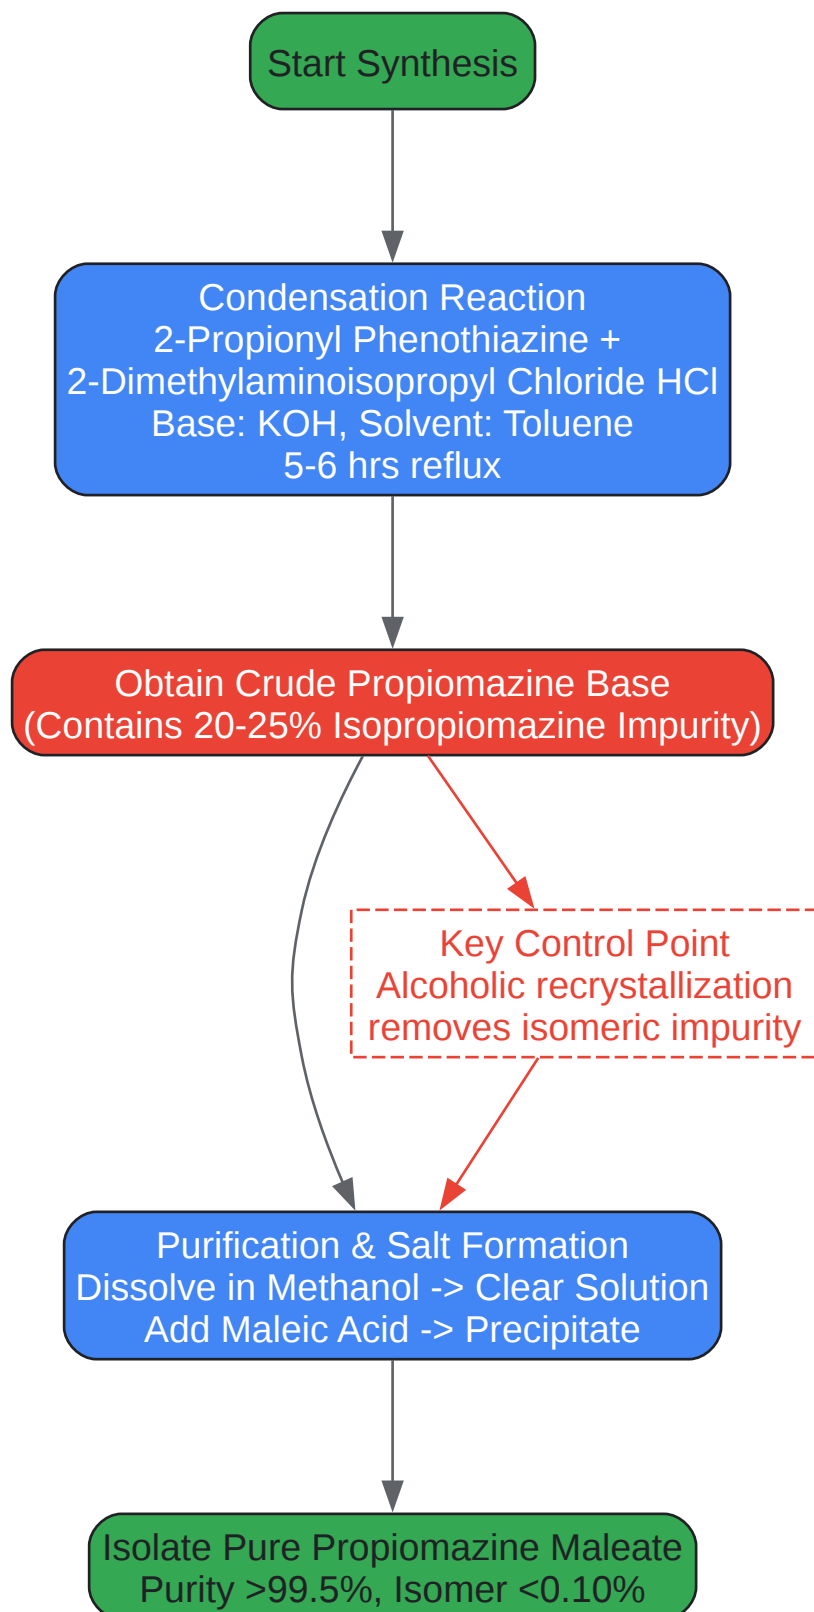 Start Synthesis
Condensation Reaction
2-Propionyl Phenothiazine +
2-Dimethylaminoisopropyl Chloride HCl
Base: KOH, Solvent: Toluene
5-6 hrs reflux
Obtain Crude Propiomazine Base
(Contains 20-25% Isopropiomazine Impurity)
Key Control Point
Alcoholic recrystallization
removes isomeric impurity
Purification & Salt Formation
Dissolve in Methanol -> Clear Solution
Add Maleic Acid -> Precipitate
Isolate Pure Propiomazine Maleate
Purity >99.5%, Isomer <0.10%